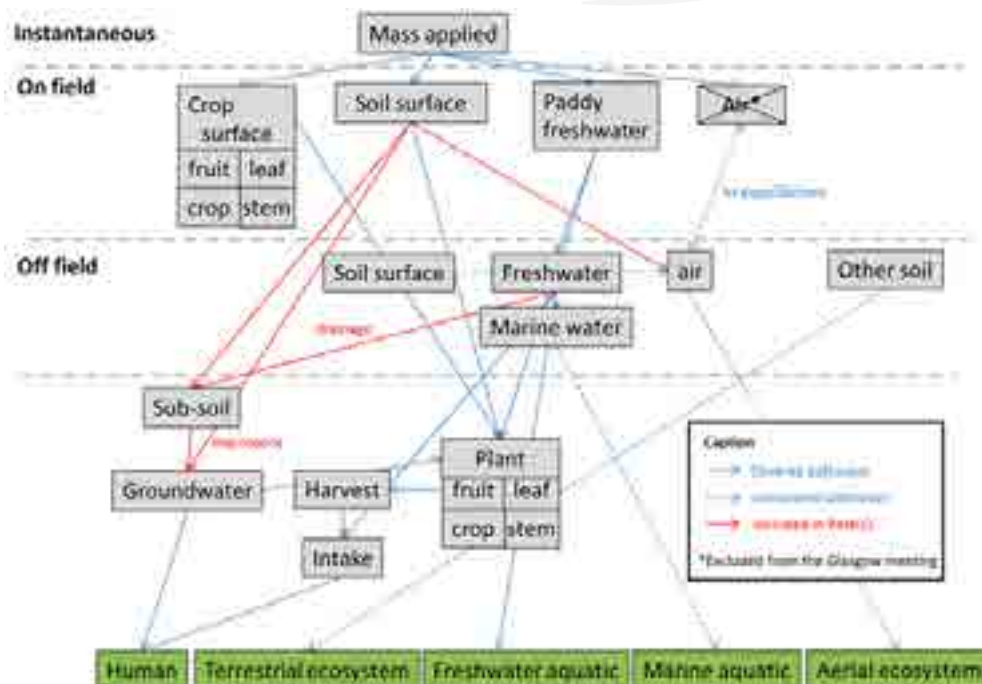 Instantaneous
Mass applied
On field
Crop
surface
fruit leaf
crop stem
Soil surface
Paddy
freshwater
Air*
Off field
Soil surface
Freshwater
air
Other soil
Marine water
drainage
Sub-soil
Groundwater
Harvest
Plant
fruit leaf
crop stem
Intake
Caption
*Excluded from the Glasgow meeting
Human
Terrestrial ecosystem
Freshwater aquatic
Marine aquatic
Aerial ecosystem